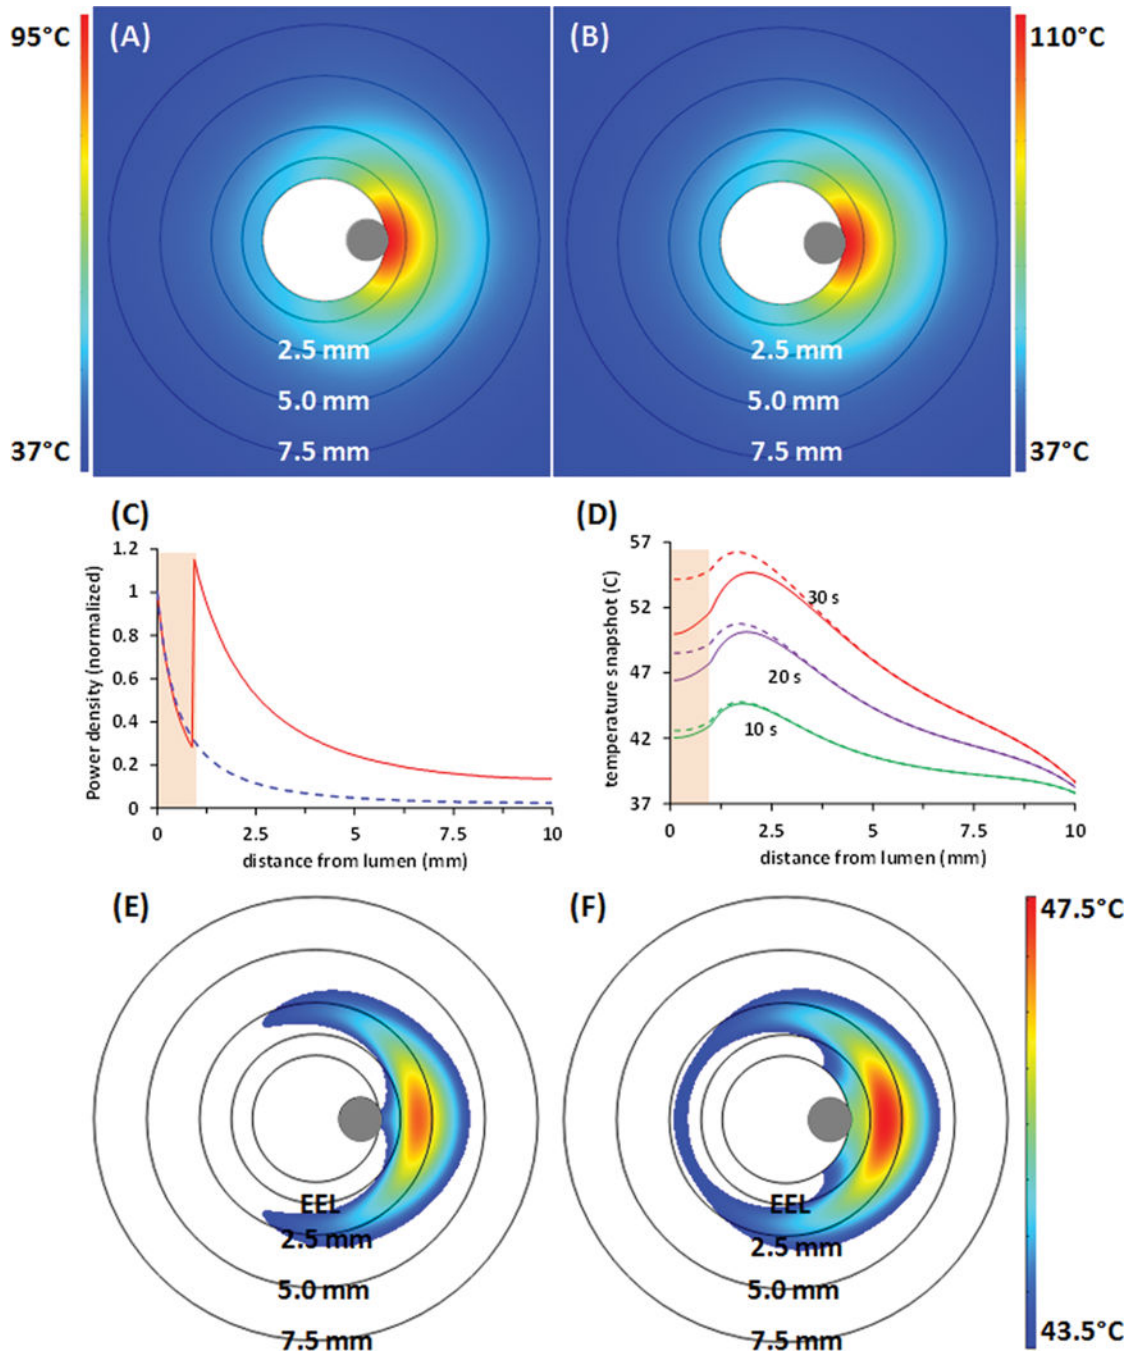 95°C
(A)
(B)
110°C
2.5 mm
5.0 mm
7.5 mm
2.5 mm
5.0 mm
7.5 mm
37°C
37°C
(C)
Power density (normalized)
1.2
1
0.8
0.6
0.4
0.2
0
0
2.5
5
7.5
10
distance from lumen (mm)
(D)
temperature snapshot (C)
57
52
47
42
37
30 s
20 s
10 s
0
2.5
5
7.5
10
distance from lumen (mm)
(E)
EEL
2.5 mm
5.0 mm
7.5 mm
(F)
EEL
2.5 mm
5.0 mm
7.5 mm
47.5°C
43.5°C